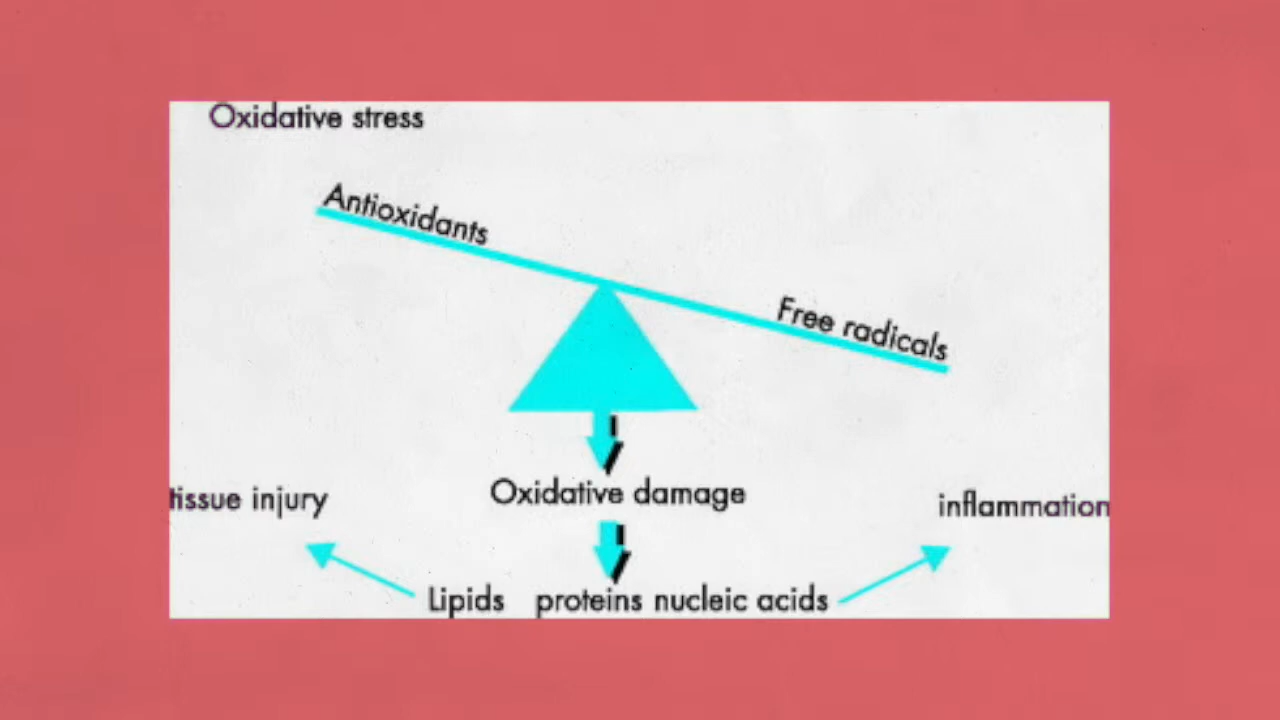 Oxidative stress
Antioxidants
Free radicals
tissue injury
Oxidative damage
inflammation
Lipids proteins nucleic acids